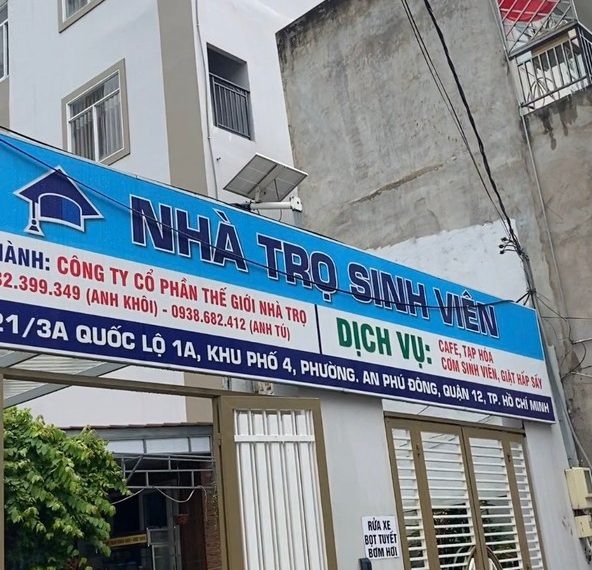 NHÀ TRỌ SINH VIÊN
HÀNH: CÔNG TY CỔ PHẦN THẾ GIỚI NHÀ TRỌ
32.399.349 (ANH KHÔI) - 0938.682.412 (ANH TÚ)
DỊCH VỤ:
CAFE, TẠP HÓA
CƠM SINH VIÊN, GIẶT HẤP SẤY
21/3A QUỐC LỘ 1A, KHU PHỐ 4, PHƯỜNG. AN PHÚ ĐÔNG, QUẬN 12, TP. HỒ CHÍ MINH
RỬA XE
BỌT TUYẾT
BƠM HƠI